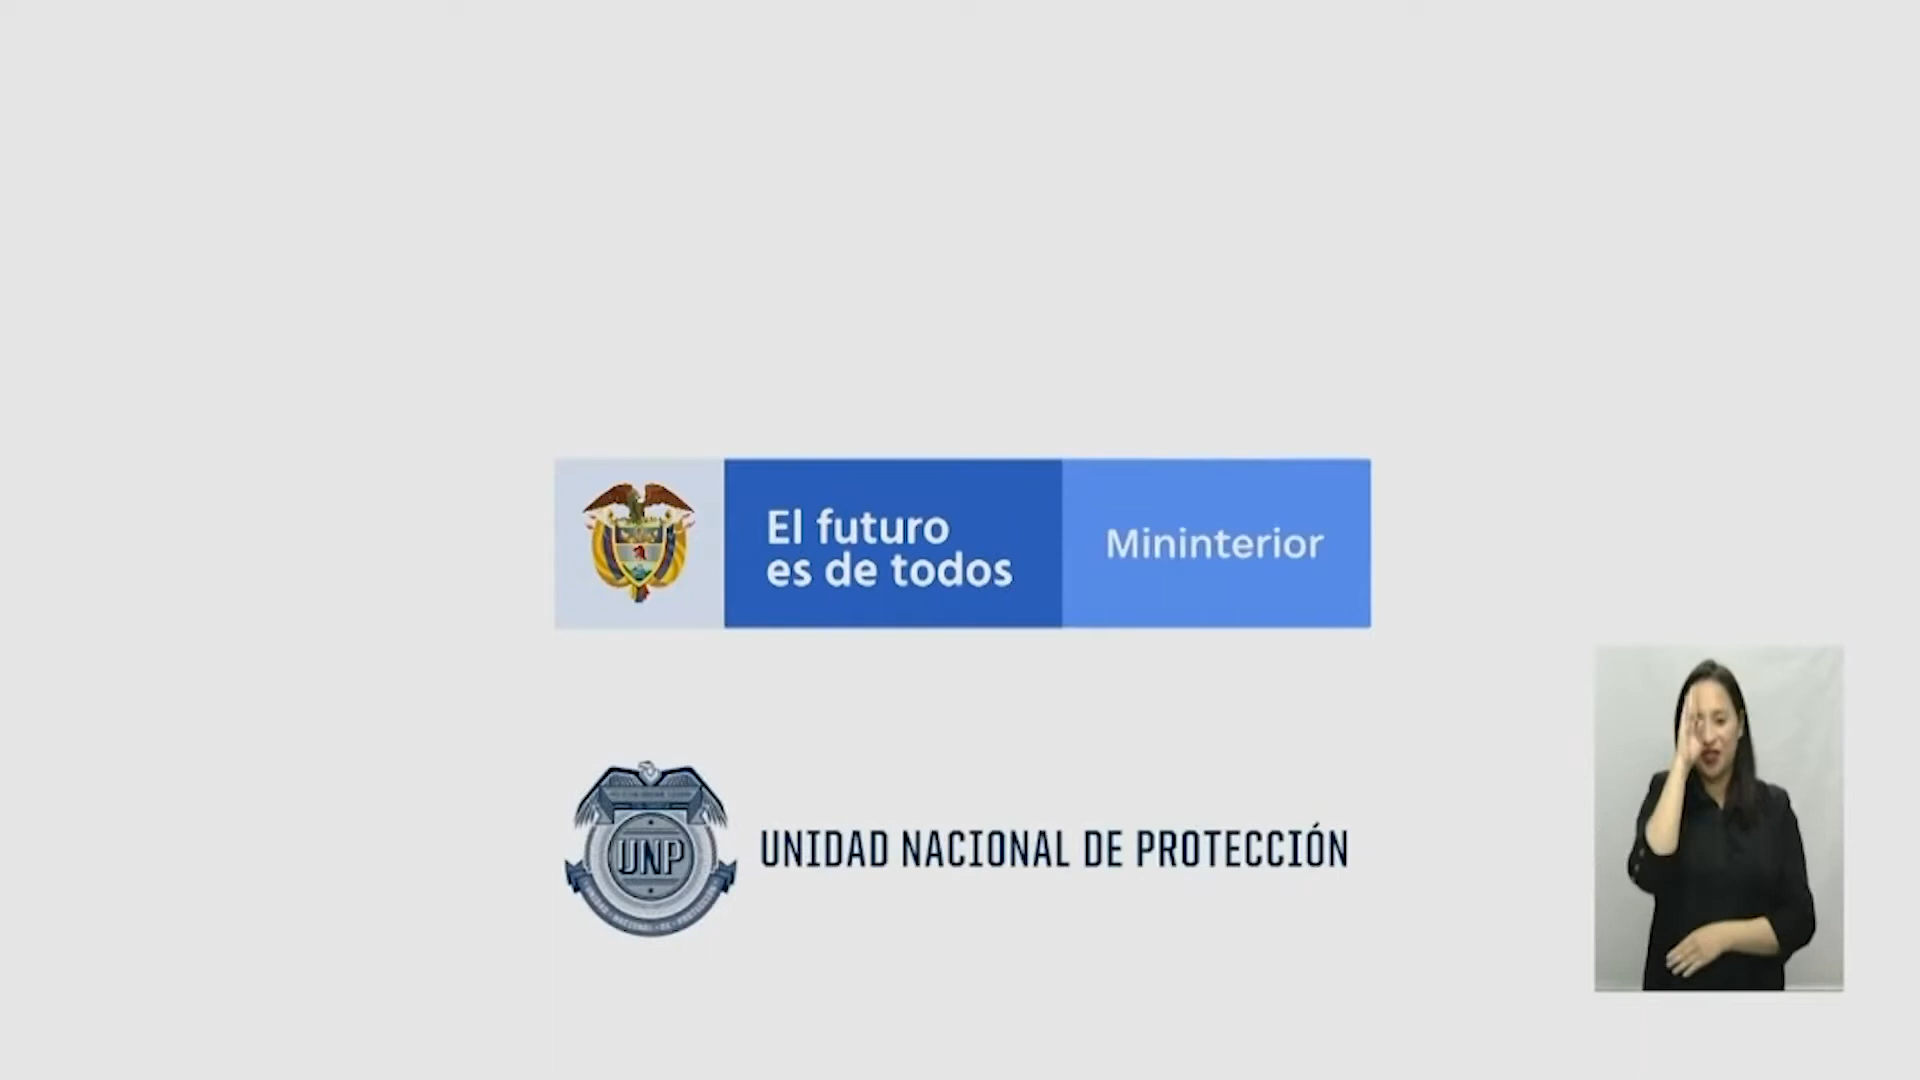 El futuro
es de todos
Mininterior
UNP
UNIDAD NACIONAL DE PROTECCIÓN